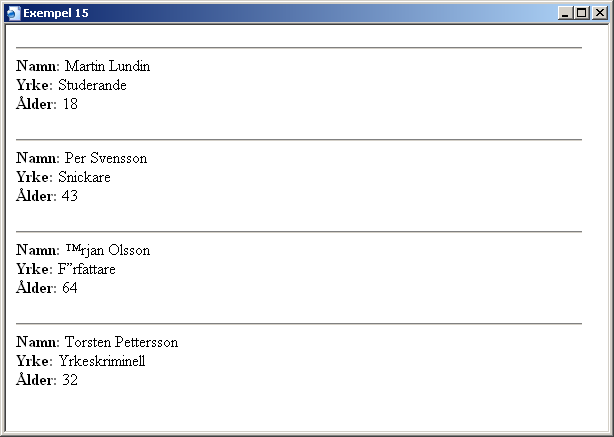 Exempel 15
Namn: Martin Lundin
Yrke: Studerande
Ålder: 18
Namn: Per Svensson
Yrke: Snickare
Ålder: 43
Namn: ™rjan Olsson
Yrke: F”rfattare
Ålder: 64
Namn: Torsten Pettersson
Yrke: Yrkeskriminell
Ålder: 32